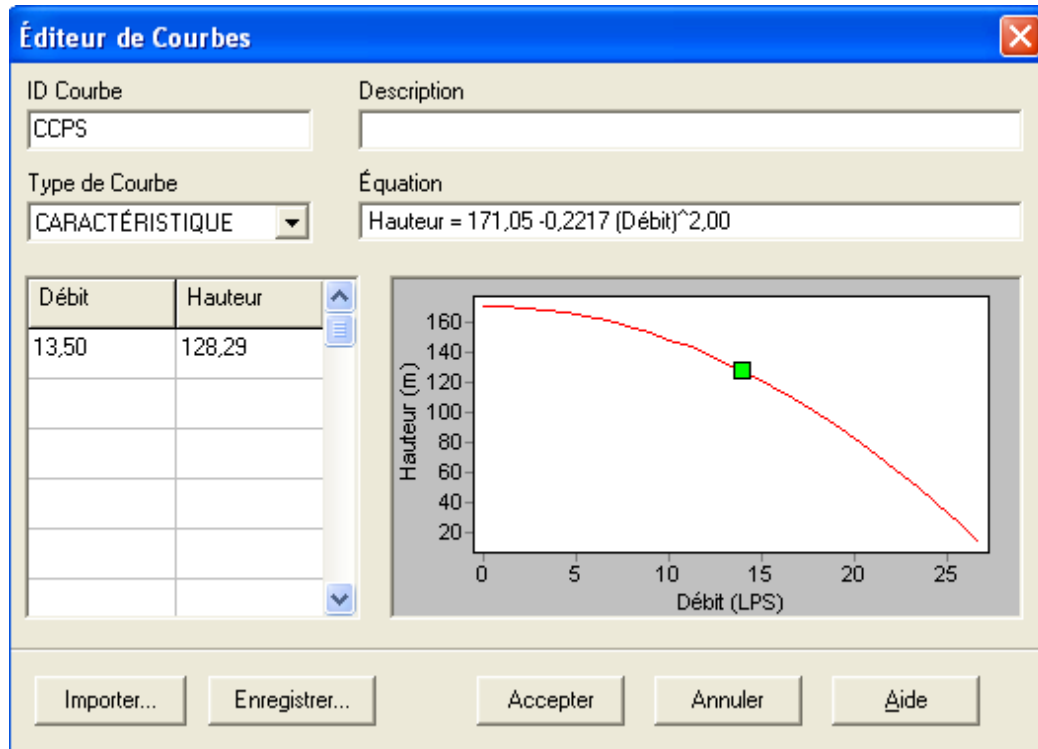 Éditeur de Courbes
ID Courbe
Description
CCPS
Type de Courbe
Équation
CARACTÉRISTIQUE
Hauteur = 171,05 -0,2217 (Débit)^2,00
Débit Hauteur
13,50 128,29
Hauteur (m)
160
140
120
100
80
60
40
20
0 5 10 15 20 25
Débit (LPS)
Importer... Enregistrer... Accepter Annuler Aide